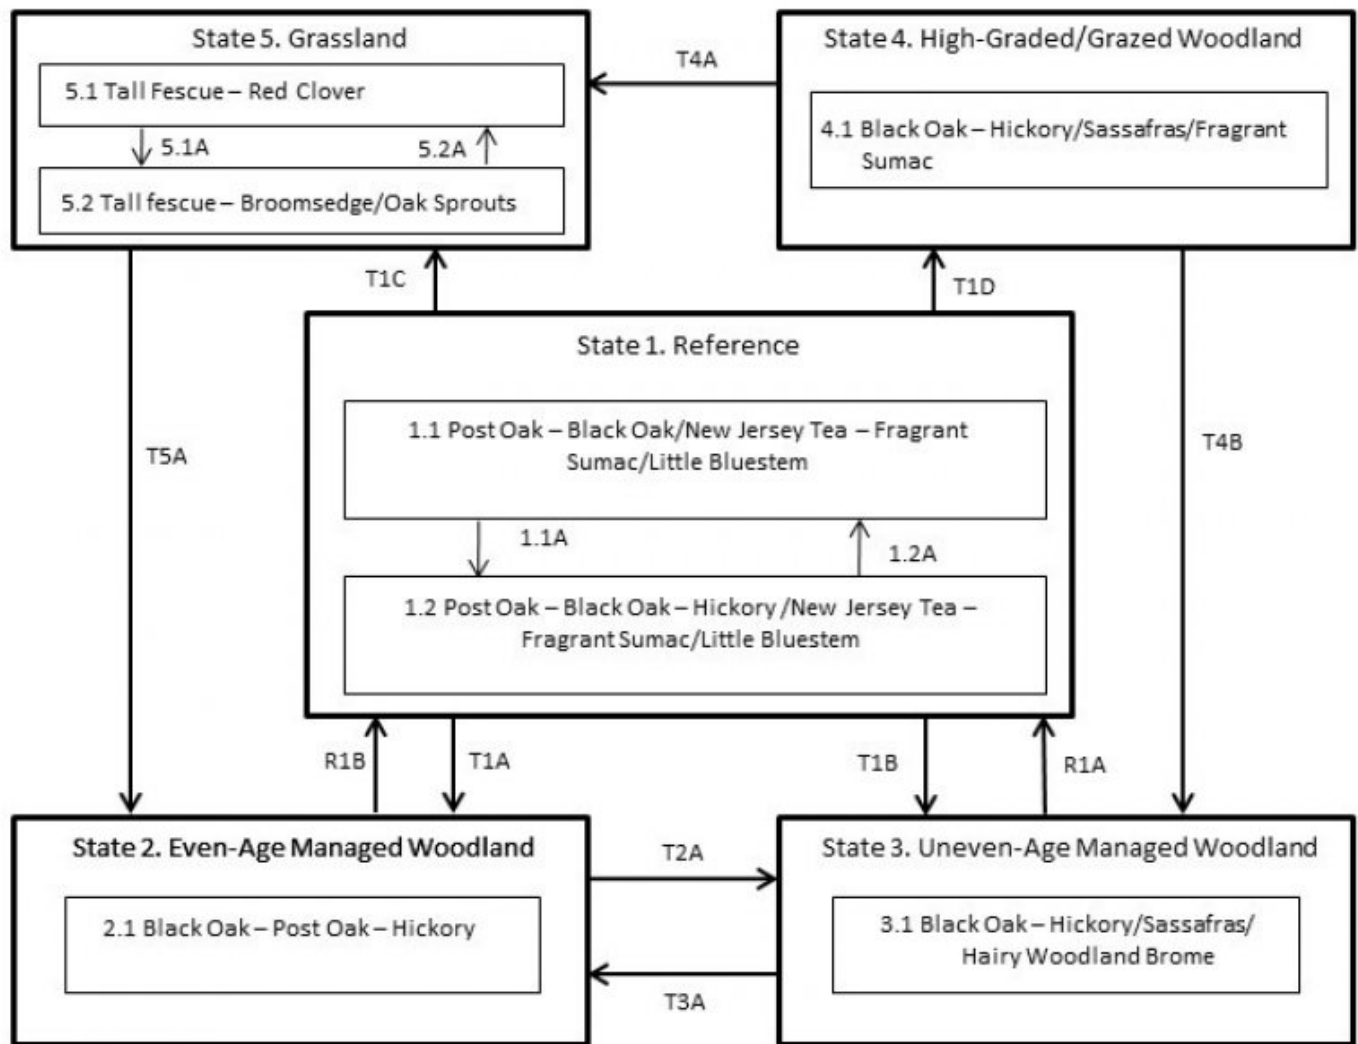 State 5. Grassland
5.1 Tall Fescue – Red Clover
5.1A
5.2A
5.2 Tall fescue – Broomsedge/Oak Sprouts
T4A
State 4. High-Graded/Grazed Woodland
4.1 Black Oak – Hickory/Sassafras/Fragrant
Sumac
T1C
T1D
State 1. Reference
1.1 Post Oak – Black Oak/New Jersey Tea – Fragrant
Sumac/Little Bluestem
1.1A
1.2A
1.2 Post Oak – Black Oak – Hickory/New Jersey Tea –
Fragrant Sumac/Little Bluestem
T5A
T4B
R1B
T1A
T1B
R1A
State 2. Even-Age Managed Woodland
2.1 Black Oak – Post Oak – Hickory
T2A
T3A
State 3. Uneven-Age Managed Woodland
3.1 Black Oak – Hickory/Sassafras/
Hairy Woodland Brome